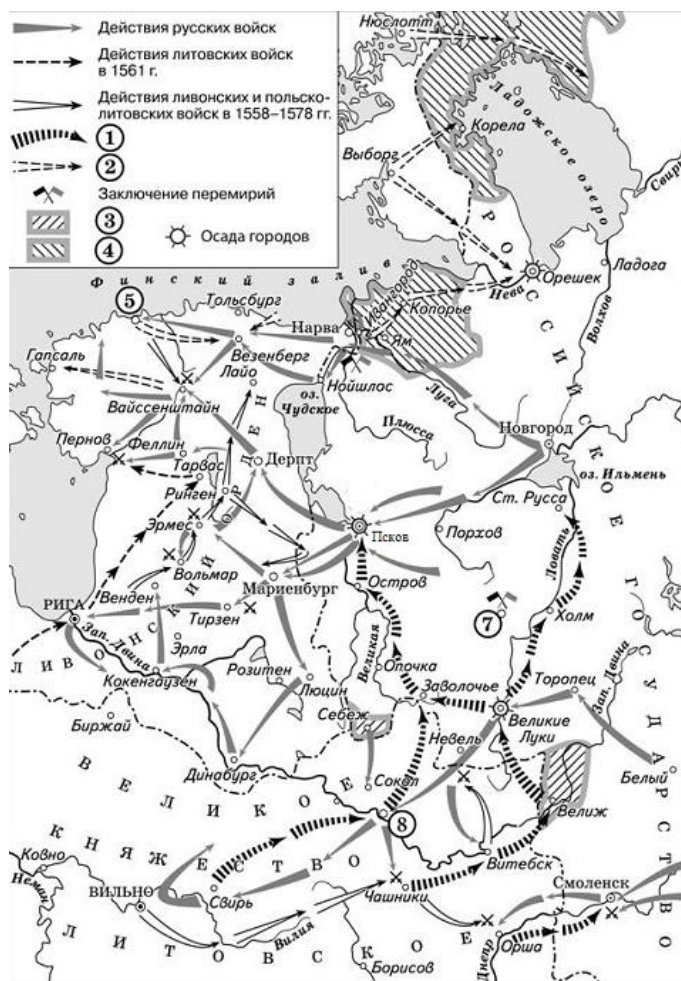 Действия русских войск
Действия литовских войск
в 1561 г.
Действия ливонских и польско-
литовских войск в 1558–1578 гг.
1
2
Заключение перемирий
3
4
Осада городов
Нюслотт
Ладожское озеро
Корела
Выборг
Свирь
РОССИЙСКОЕ ГОСУДАРСТВО
Орешек
Ладога
Нева
Волхов
Финский залив
5
Тольсбург
Нарва
Ивангород
Копорье
Ям
Гапсаль
Везенберг
Лайо
Нойшлос
оз.
Чудское
Луга
Вайссенштайн
Плюсса
Новгород
Пернов
Феллин
Дерпт
оз. Ильмень
Тарвас
Ринген
Ст. Русса
Псков
Порхов
Эрмес
Вольмар
Ловать
Мариенбург
Остров
РИГА
Венден
Тирзен
7
Холм
Зап. Двина
Эрла
Великая
ЛИВОНСКИЙ ОРДЕН
Опочка
Кокенгаузен
Розитен
Люцин
Заволочье
Торопец
Зап. Двина
Биржай
Себеж
Невель
Великие
Луки
Динабург
Сокол
Белый
ВЕЛИКОЕ
8
Велиж
КНЯЖЕСТВО
Витебск
Ковно
Неман
Свирь
Чашники
Смоленск
ВИЛЬНО
Вилия
Орша
Днепр
ЛИТОВСКОЕ
Борисов